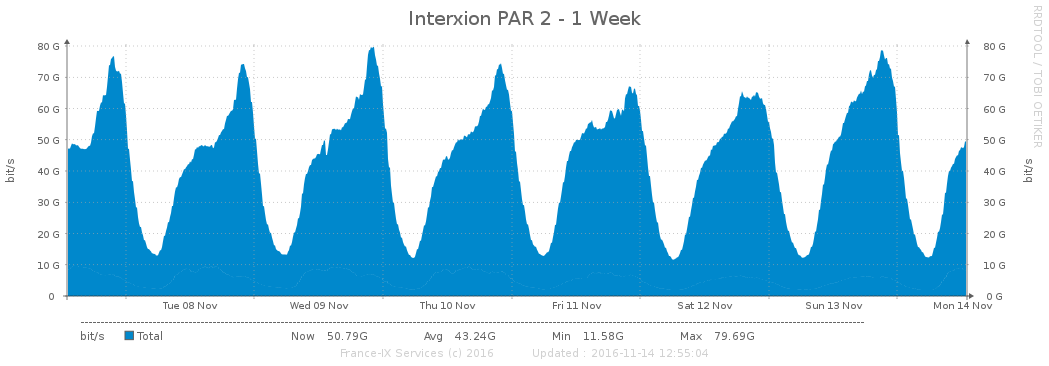 Interxion PAR 2 - 1 Week
RRDTOOL / TOBI OETIKER
bit/s
80 G 80 G
70 G 70 G
60 G 60 G
50 G 50 G
40 G 40 G
30 G 30 G
20 G 20 G
10 G 10 G
0 0 G
bit/s
Tue 08 Nov Wed 09 Nov Thu 10 Nov Fri 11 Nov Sat 12 Nov Sun 13 Nov Mon 14 Nov
bit/s Total Now 50.79G Avg 43.24G Min 11.58G Max 79.69G
France-IX Services (c) 2016 Updated : 2016-11-14 12:55:04